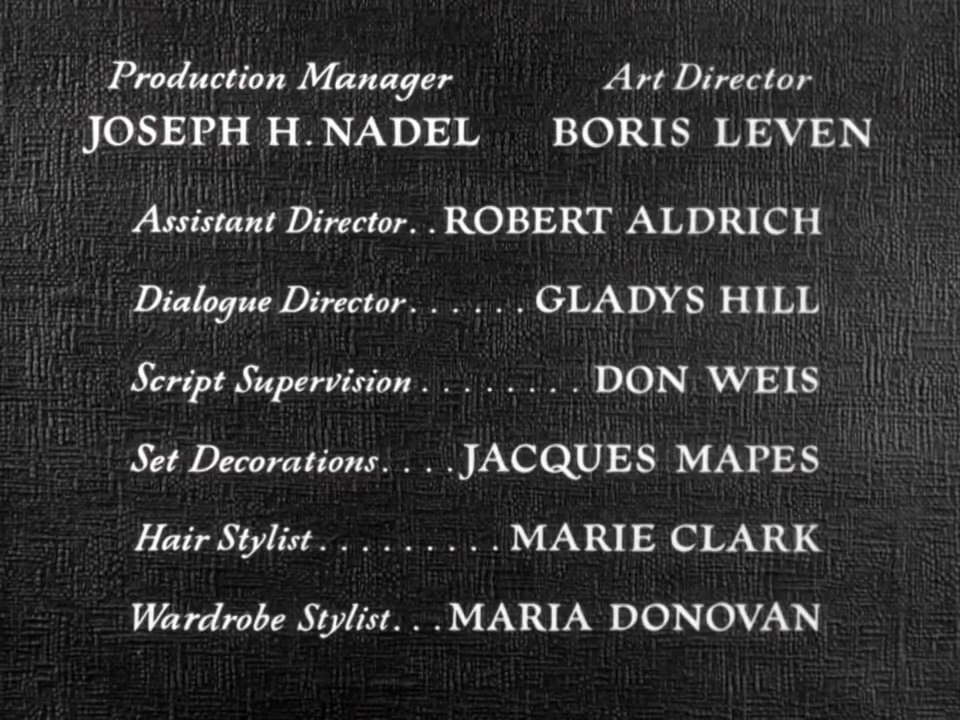 Production Manager Art Director
JOSEPH H. NADEL BORIS LEVEN
Assistant Director. . ROBERT ALDRICH
Dialogue Director. . . . . . GLADYS HILL
Script Supervision . . . . . . . . DON WEIS
Set Decorations. . . . JACQUES MAPES
Hair Stylist . . . . . . . . . MARIE CLARK
Wardrobe Stylist. . . MARIA DONOVAN